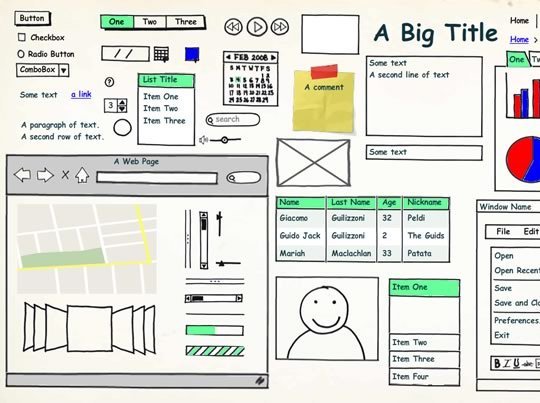 Button
One Two Three
A Big Title
Home
Home >
Checkbox
Radio Button
ComboBox
/ /
FEB 2008
S M T W T F S
?
List Title
Item One
Item Two
Item Three
Some text
a link
3
A paragraph of text.
A second row of text.
search
A comment
Some text
A second line of text
Some text
One Tw
A Web Page
X
Name Last Name Age Nickname
Giacomo Guilizzoni 32 Peldi
Guido Jack Guilizzoni 2 The Guids
Mariah Maclachlan 33 Patata
Window Name
File Edit
Open
Open Recent
Save
Save and Clo
Preferences.
Exit
B I U abc
Item One
Item Two
Item Three
Item Four